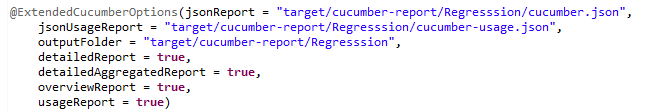 @ExtendedCucumberOptions(jsonReport = "target/cucumber-report/Regresssion/cucumber.json",
jsonUsageReport = "target/cucumber-report/Regresssion/cucumber-usage.json",
outputFolder = "target/cucumber-report/Regresssion",
detailedReport = true,
detailedAggregatedReport = true,
overviewReport = true,
usageReport = true)